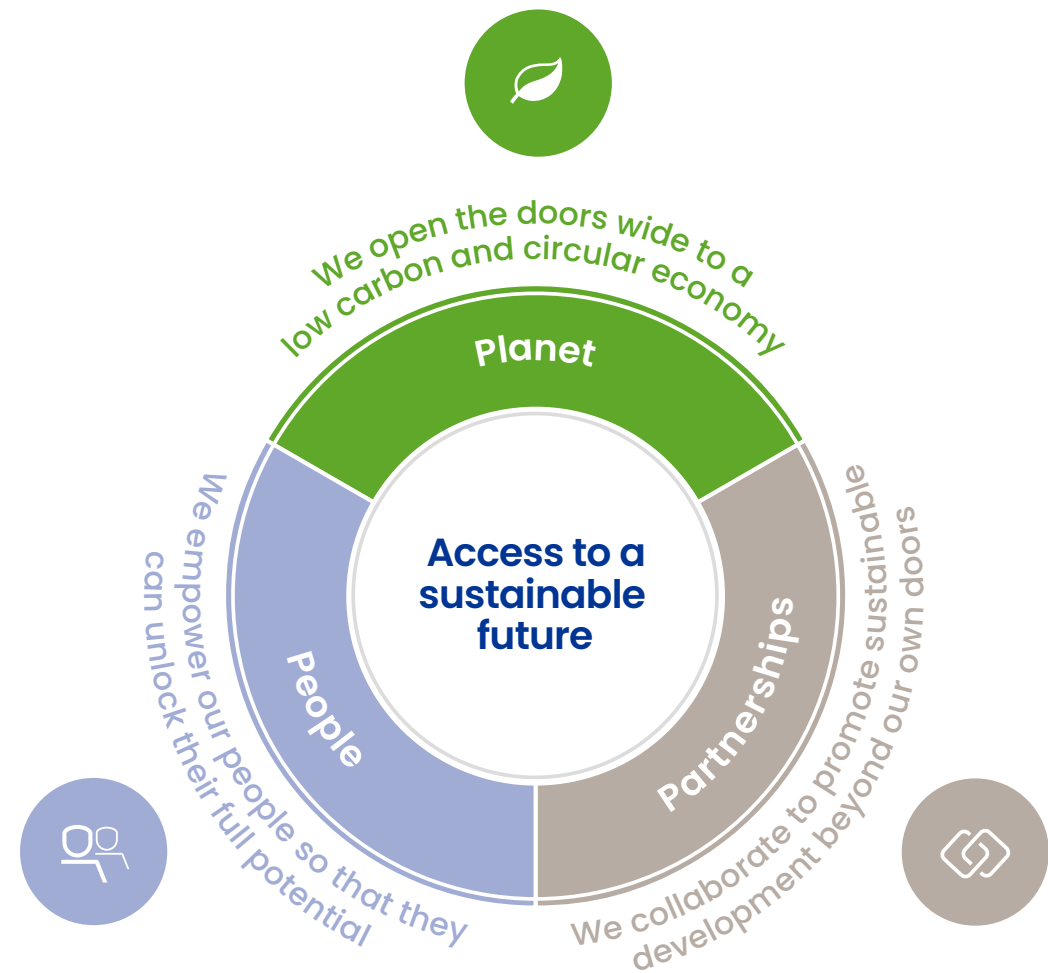 We open the doors wide to a
low carbon and circular economy
Planet
Access to a
sustainable
future
People
We empower our people so that they
can unlock their full potential
Partnerships
We collaborate to promote sustainable
development beyond our own doors